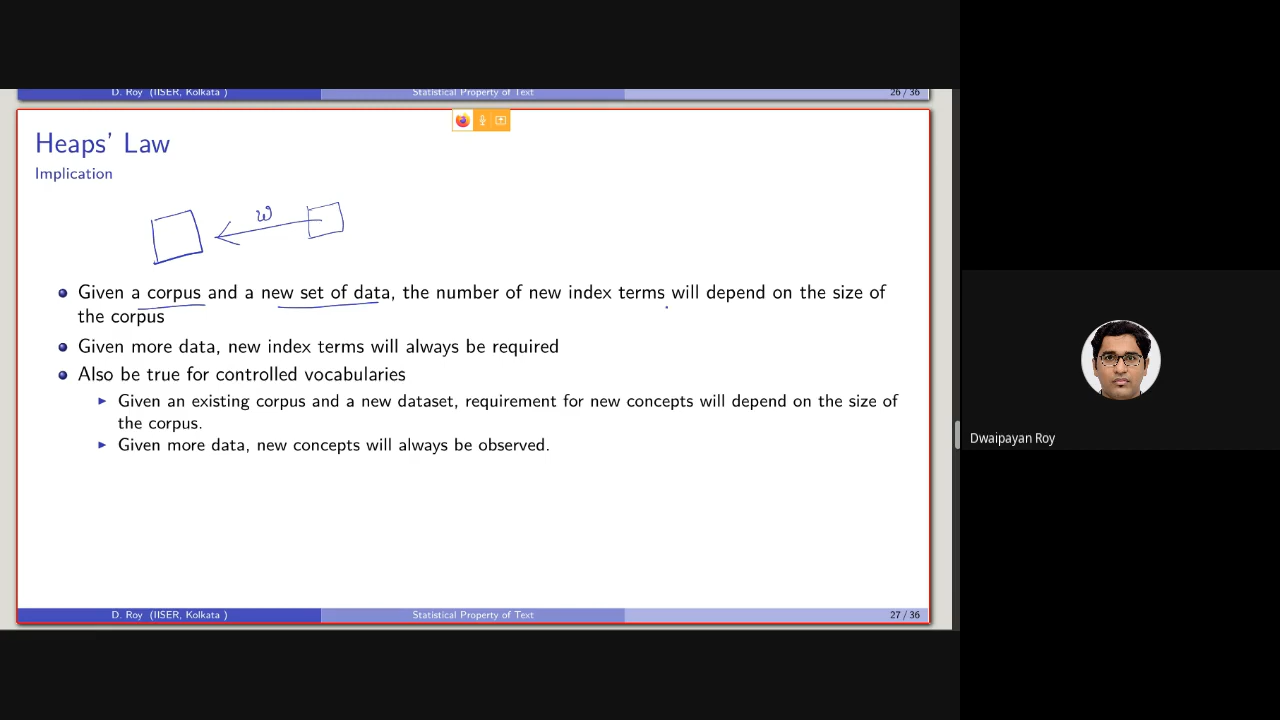 D. Roy (IISER, Kolkata ) Statistical Property of Text 26 / 36
Heaps' Law
Implication
w
Given a corpus and a new set of data, the number of new index terms will depend on the size of
the corpus
Given more data, new index terms will always be required
Also be true for controlled vocabularies
Given an existing corpus and a new dataset, requirement for new concepts will depend on the size of
the corpus.
Given more data, new concepts will always be observed.
Dwaipayan Roy
D. Roy (IISER, Kolkata ) Statistical Property of Text 27 / 36